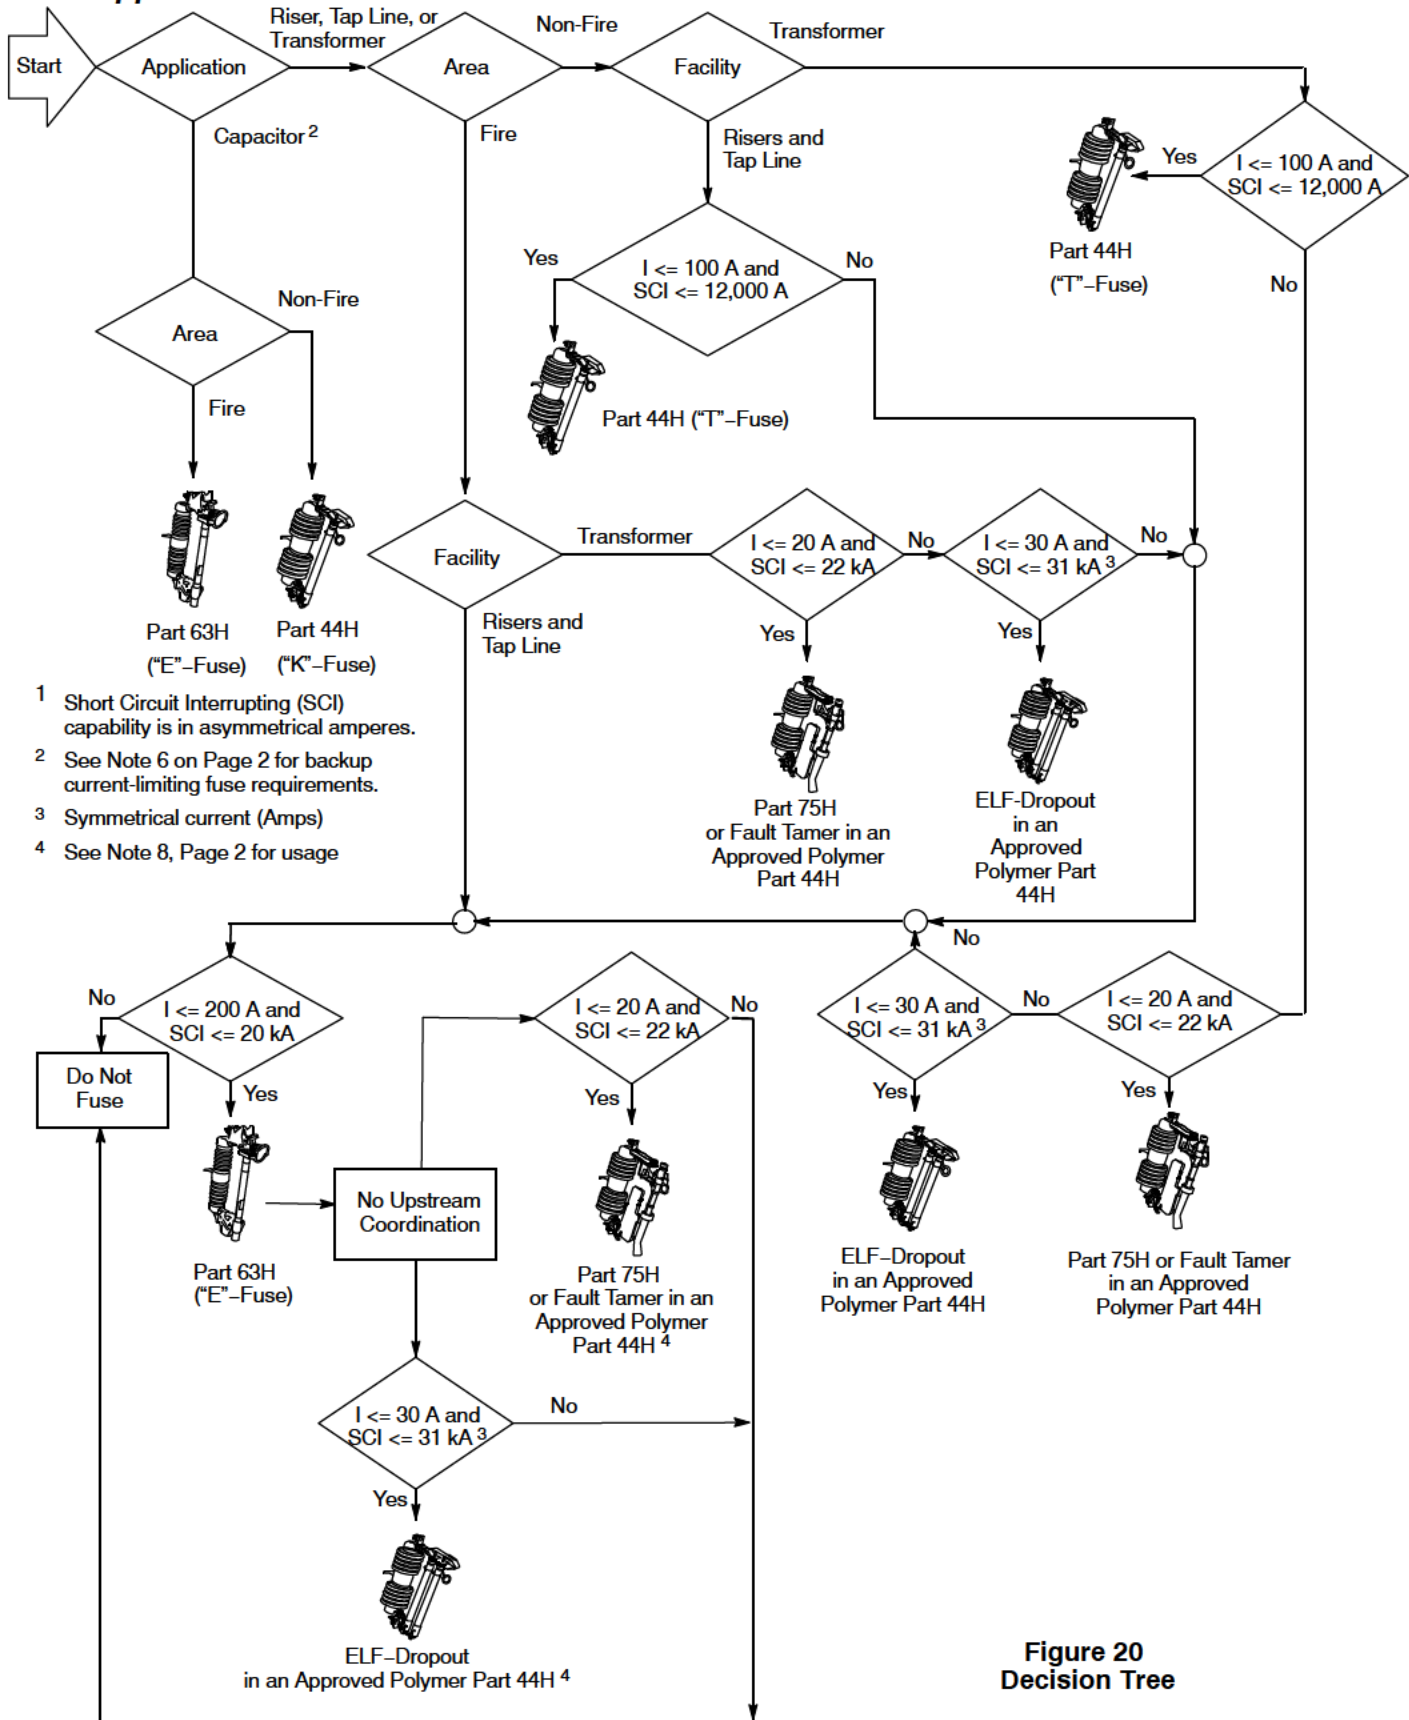 Start
Application
Riser, Tap Line, or
Transformer
Area
Non-Fire
Facility
Transformer
Capacitor 2
Fire
Risers and
Tap Line
I <= 100 A and
SCI <= 12,000 A
Yes
Part 44H
("T"-Fuse)
No
Yes
I <= 100 A and
SCI <= 12,000 A
No
Part 44H ("T"-Fuse)
Area
Non-Fire
Fire
Part 63H
("E"-Fuse)
Part 44H
("K"-Fuse)
Facility
Transformer
I <= 20 A and
SCI <= 22 kA
No
I <= 30 A and
SCI <= 31 kA 3
No
Risers and
Tap Line
Yes
Yes
Part 75H
or Fault Tamer in an
Approved Polymer
Part 44H
ELF-Dropout
in an
Approved
Polymer Part
44H
1 Short Circuit Interrupting (SCI)
capability is in asymmetrical amperes.
2 See Note 6 on Page 2 for backup
current-limiting fuse requirements.
3 Symmetrical current (Amps)
4 See Note 8, Page 2 for usage
No
I <= 200 A and
SCI <= 20 kA
Do Not
Fuse
Yes
Part 63H
("E"-Fuse)
No Upstream
Coordination
I <= 20 A and
SCI <= 22 kA
No
Yes
Part 75H
or Fault Tamer in an
Approved Polymer
Part 44H 4
No
I <= 30 A and
SCI <= 31 kA 3
No
I <= 20 A and
SCI <= 22 kA
Yes
Yes
ELF-Dropout
in an Approved
Polymer Part 44H
Part 75H or Fault Tamer
in an Approved
Polymer Part 44H
I <= 30 A and
SCI <= 31 kA 3
No
Yes
ELF-Dropout
in an Approved Polymer Part 44H 4
Figure 20
Decision Tree